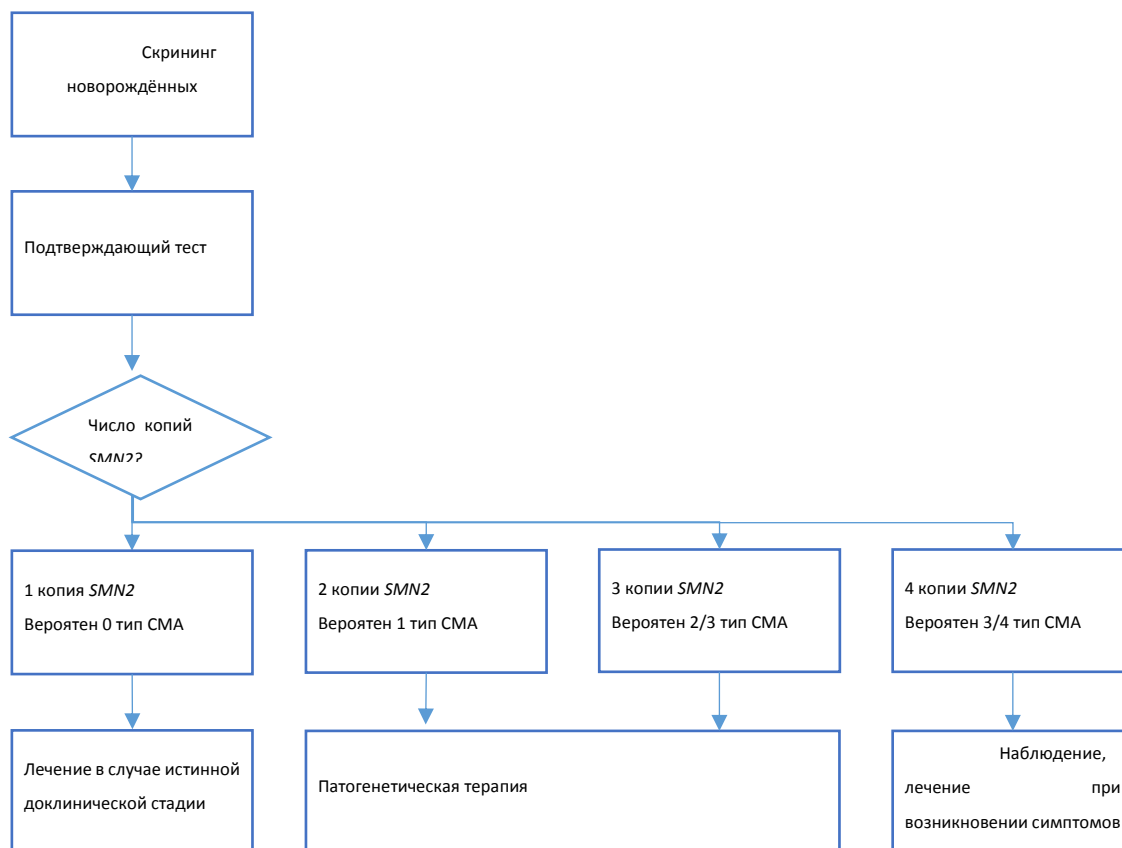 Скрининг
новорождённых
Подтверждающий тест
Число копий
SMN2?
1 копия SMN2
Вероятен 0 тип СМА
2 копии SMN2
Вероятен 1 тип СМА
3 копии SMN2
Вероятен 2/3 тип СМА
4 копии SMN2
Вероятен 3/4 тип СМА
Лечение в случае истинной
доклинической стадии
Патогенетическая терапия
Наблюдение,
лечение при
возникновении симптомов